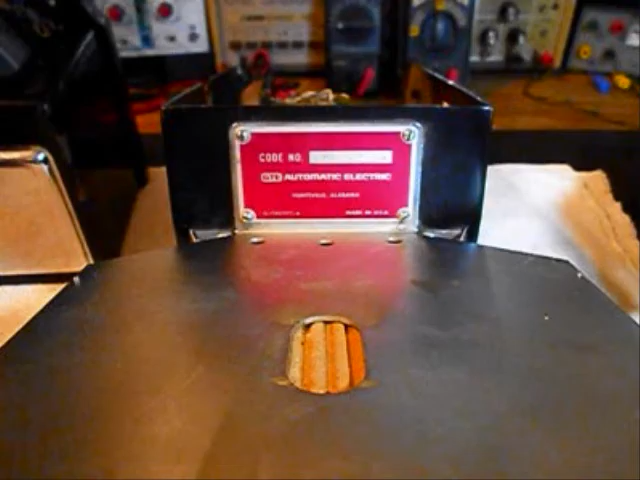 CODE NO.
GTE AUTOMATIC ELECTRIC
HUNTSVILLE, ALABAMA
MADE IN U.S.A.